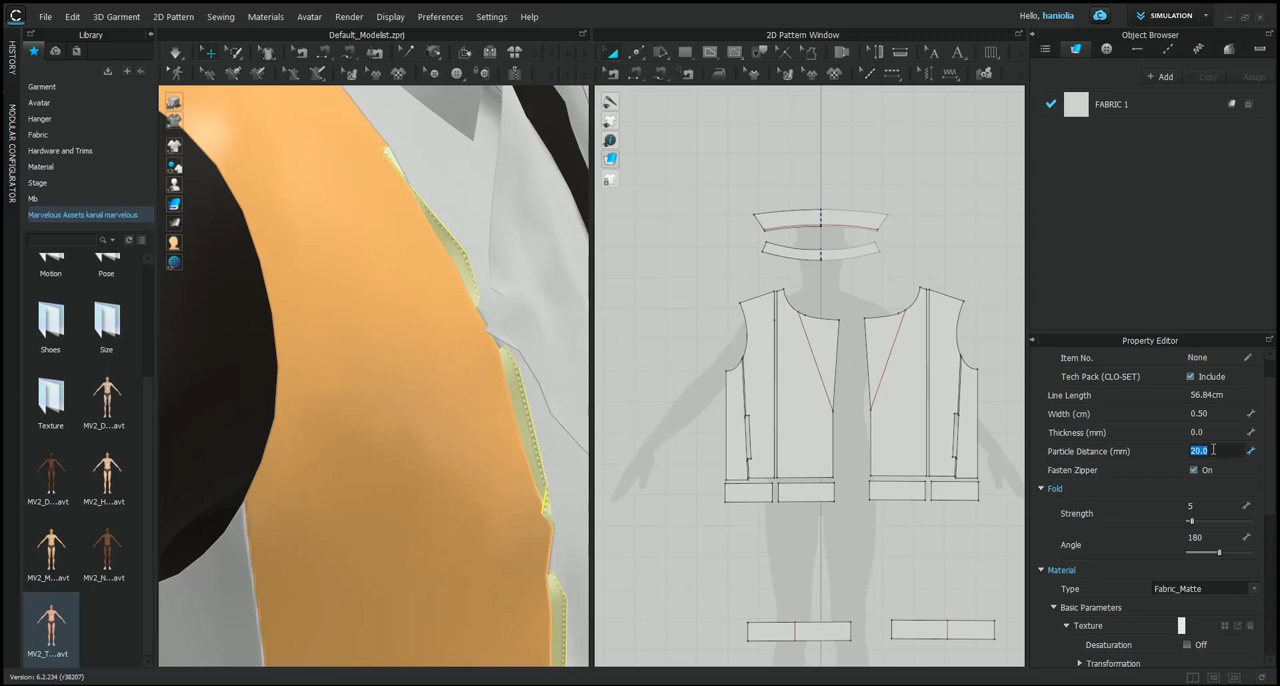 File Edit 3D Garment 2D Pattern Sewing Materials Avatar Render Display Preferences Settings Help
Hello, haniolia
SIMULATION
HISTORY
MODULAR CONFIGURATOR
Library
Default_Modelist.zprj
2D Pattern Window
Object Browser
+ Add Copy Assign
Garment
Avatar
Hanger
Fabric
Hardware and Trims
Material
Stage
Mb
Marvelous Assets kanal marvelous
FABRIC 1
Motion Pose
Shoes Size
Texture MV2_D....avt
MV2_D....avt MV2_H....avt
MV2_M....avt MV2_N....avt
MV2_T....avt
Property Editor
Item No. None
Tech Pack (CLO-SET) Include
Line Length 56.84cm
Width (cm) 0.50
Thickness (mm) 0.0
Particle Distance (mm) 20.0
Fasten Zipper On
Fold
Strength 5
Angle 180
Material
Type Fabric_Matte
Basic Parameters
Texture
Desaturation Off
Transformation
Version: 6.2.234 (r38207)
3D 2D